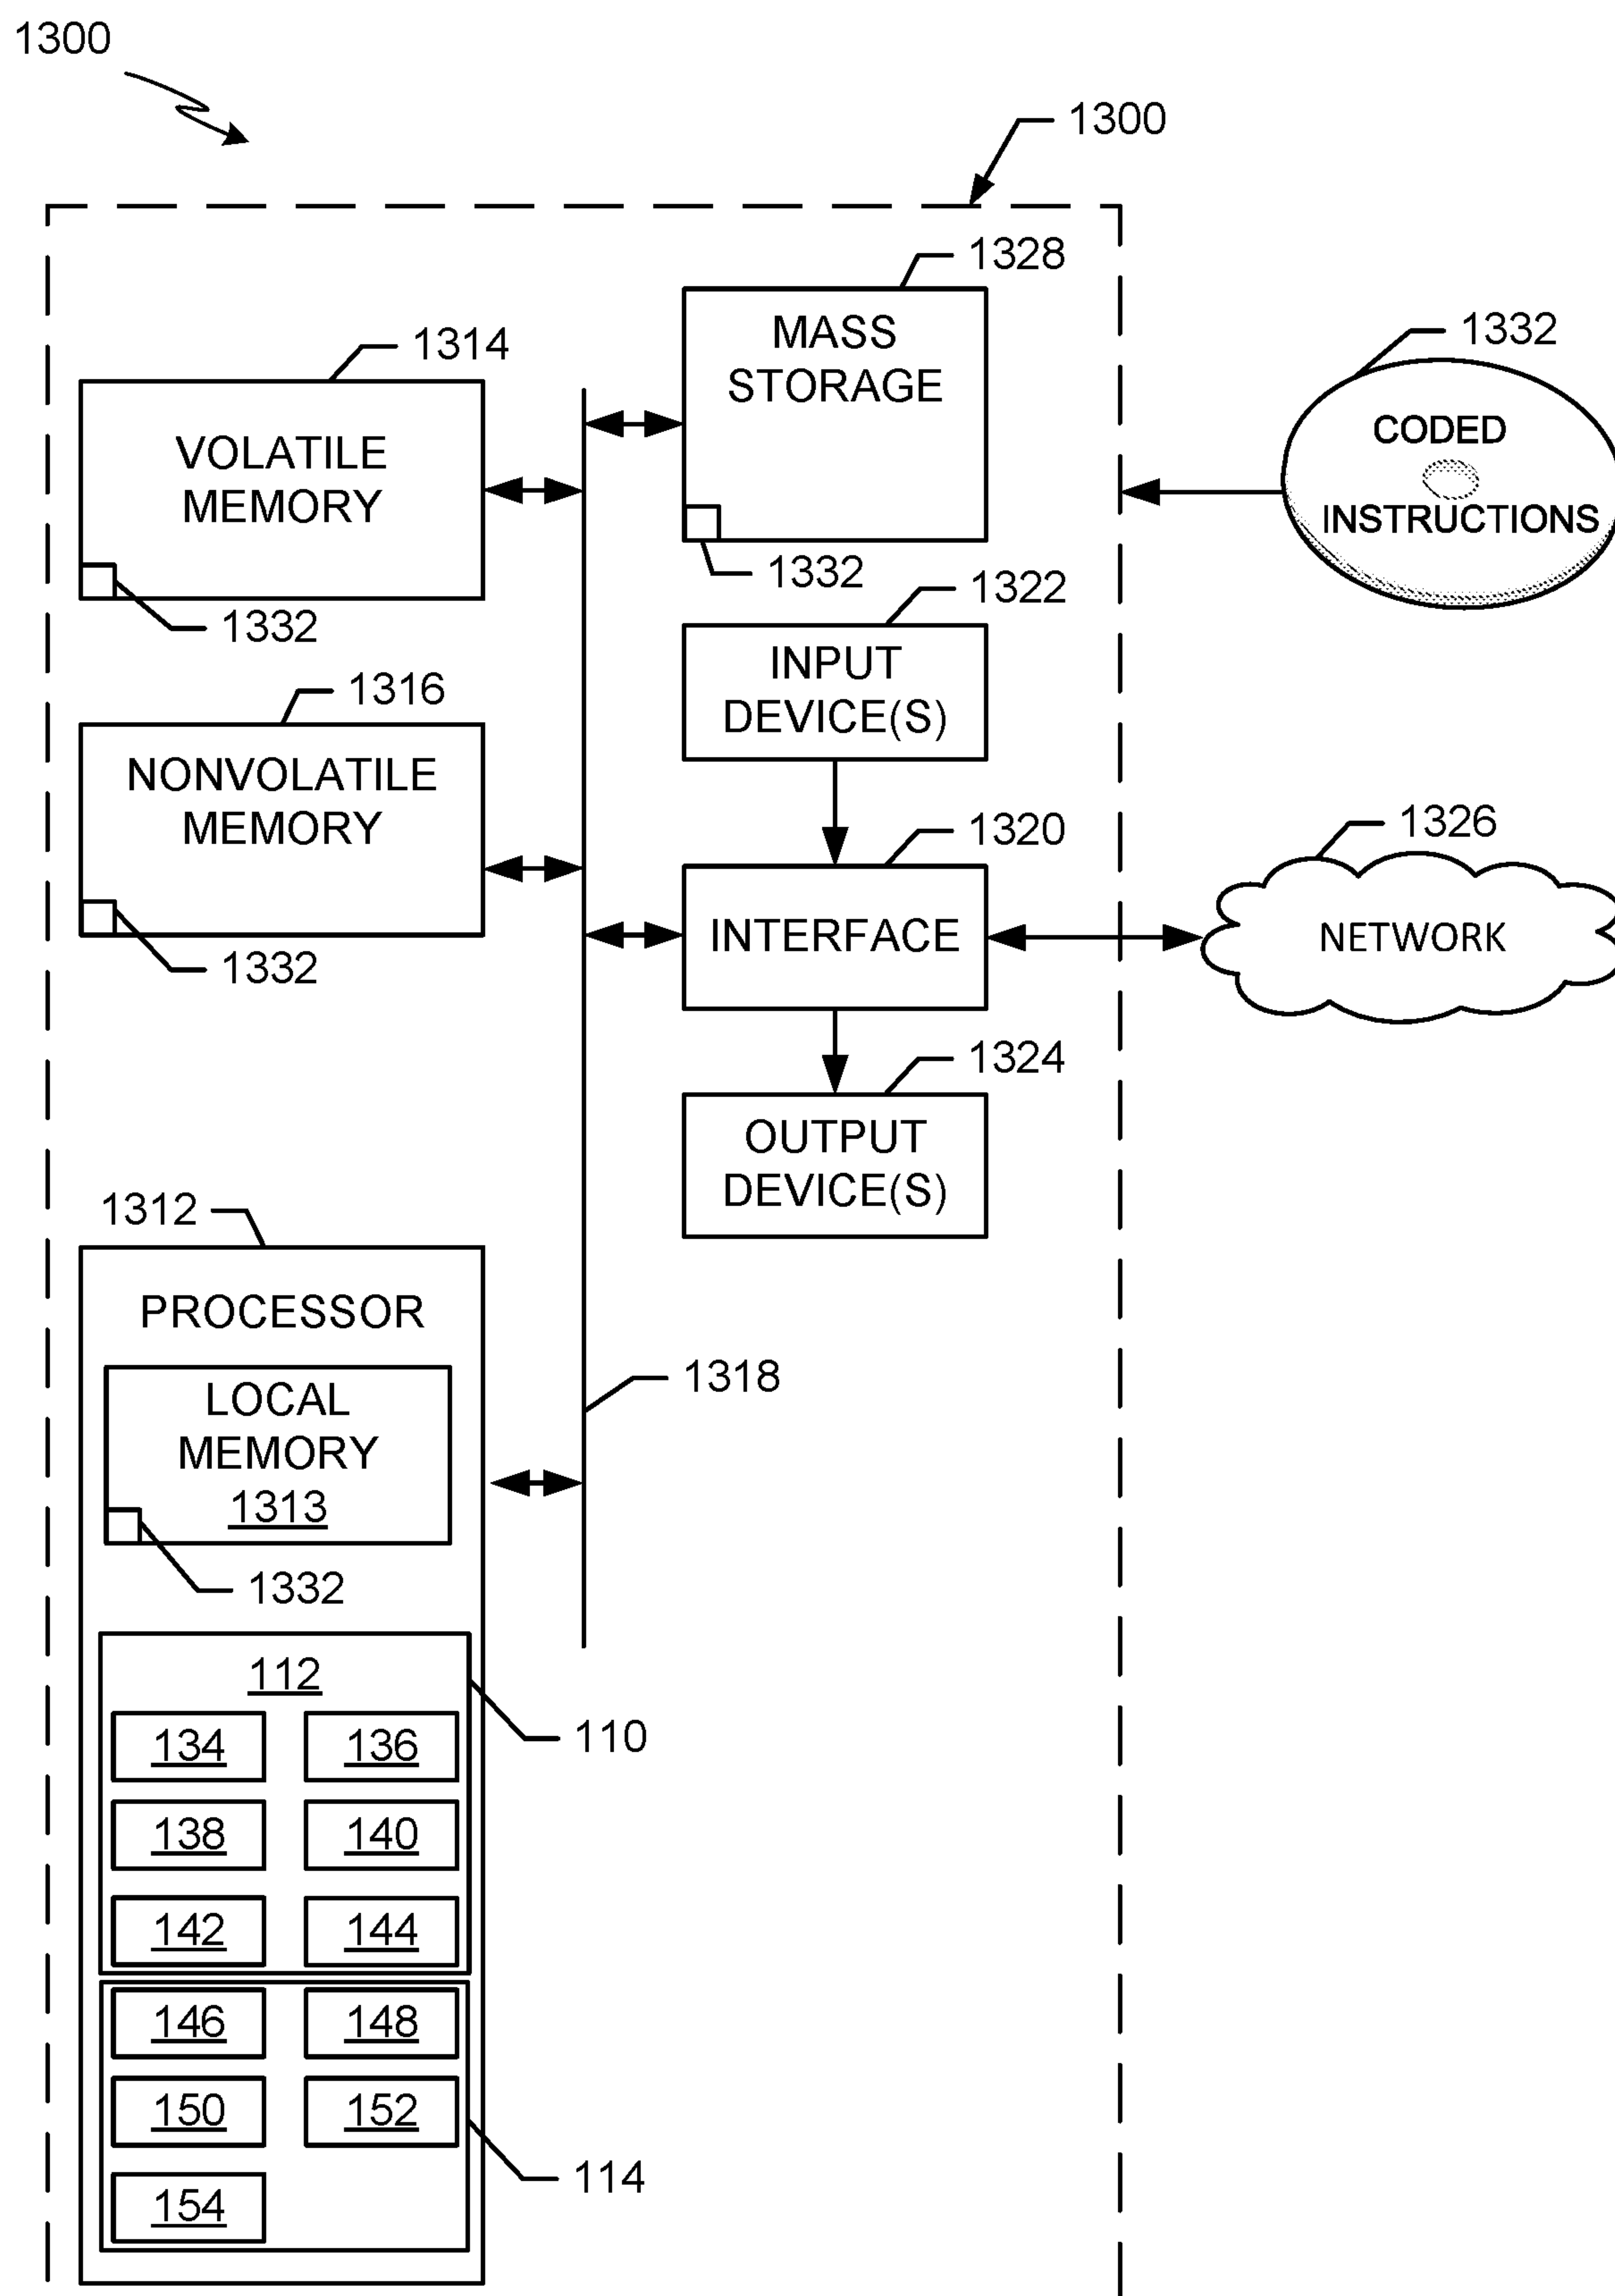 1300
1300
1328
MASS
STORAGE
1332
1314
VOLATILE
MEMORY
1332
1332
CODED
INSTRUCTIONS
1322
INPUT
DEVICE(S)
1316
NONVOLATILE
MEMORY
1332
1320
INTERFACE
1326
NETWORK
1324
OUTPUT
DEVICE(S)
1312
PROCESSOR
LOCAL
MEMORY
1313
1332
1318
112
110
134
136
138
140
142
144
146
148
150
152
154
114